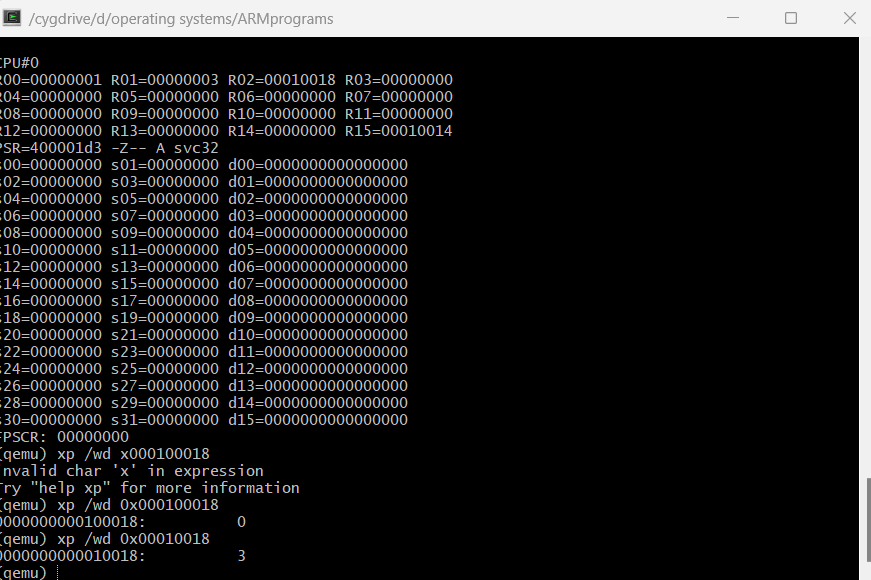 /cygdrive/d/operating systems/ARMprograms
CPU#0
R00=00000001 R01=00000003 R02=00010018 R03=00000000
R04=00000000 R05=00000000 R06=00000000 R07=00000000
R08=00000000 R09=00000000 R10=00000000 R11=00000000
R12=00000000 R13=00000000 R14=00000000 R15=00010014
PSR=400001d3 -Z-- A svc32
s00=00000000 s01=00000000 d00=0000000000000000
s02=00000000 s03=00000000 d01=0000000000000000
s04=00000000 s05=00000000 d02=0000000000000000
s06=00000000 s07=00000000 d03=0000000000000000
s08=00000000 s09=00000000 d04=0000000000000000
s10=00000000 s11=00000000 d05=0000000000000000
s12=00000000 s13=00000000 d06=0000000000000000
s14=00000000 s15=00000000 d07=0000000000000000
s16=00000000 s17=00000000 d08=0000000000000000
s18=00000000 s19=00000000 d09=0000000000000000
s20=00000000 s21=00000000 d10=0000000000000000
s22=00000000 s23=00000000 d11=0000000000000000
s24=00000000 s25=00000000 d12=0000000000000000
s26=00000000 s27=00000000 d13=0000000000000000
s28=00000000 s29=00000000 d14=0000000000000000
s30=00000000 s31=00000000 d15=0000000000000000
FPSCR: 00000000
(qemu) xp /wd x000100018
invalid char 'x' in expression
Try "help xp" for more information
(qemu) xp /wd 0x000100018
0000000000100018: 0
(qemu) xp /wd 0x00010018
0000000000010018: 3
(qemu)